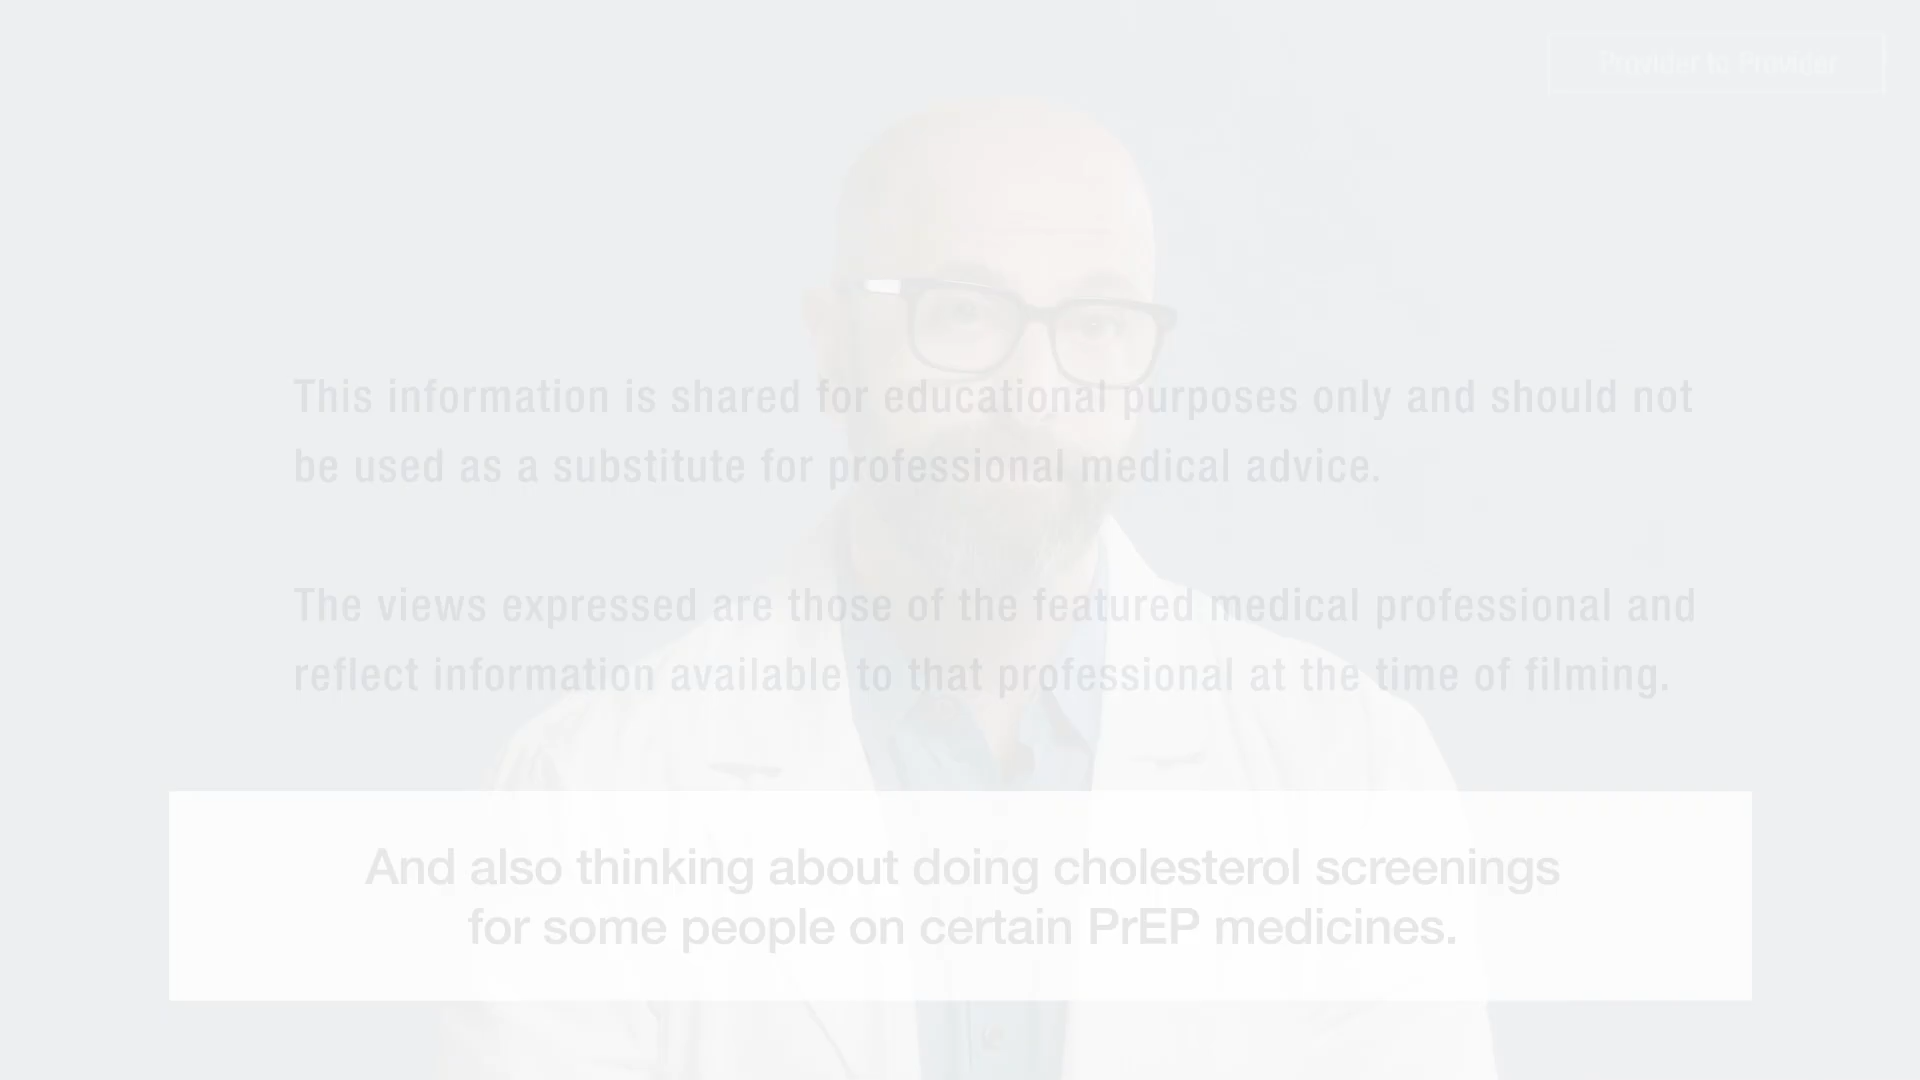 Provider to Provider
This information is shared for educational purposes only and should not
be used as a substitute for professional medical advice.
The views expressed are those of the featured medical professional and
reflect information available to that professional at the time of filming.
And also thinking about doing cholesterol screenings
for some people on certain PrEP medicines.